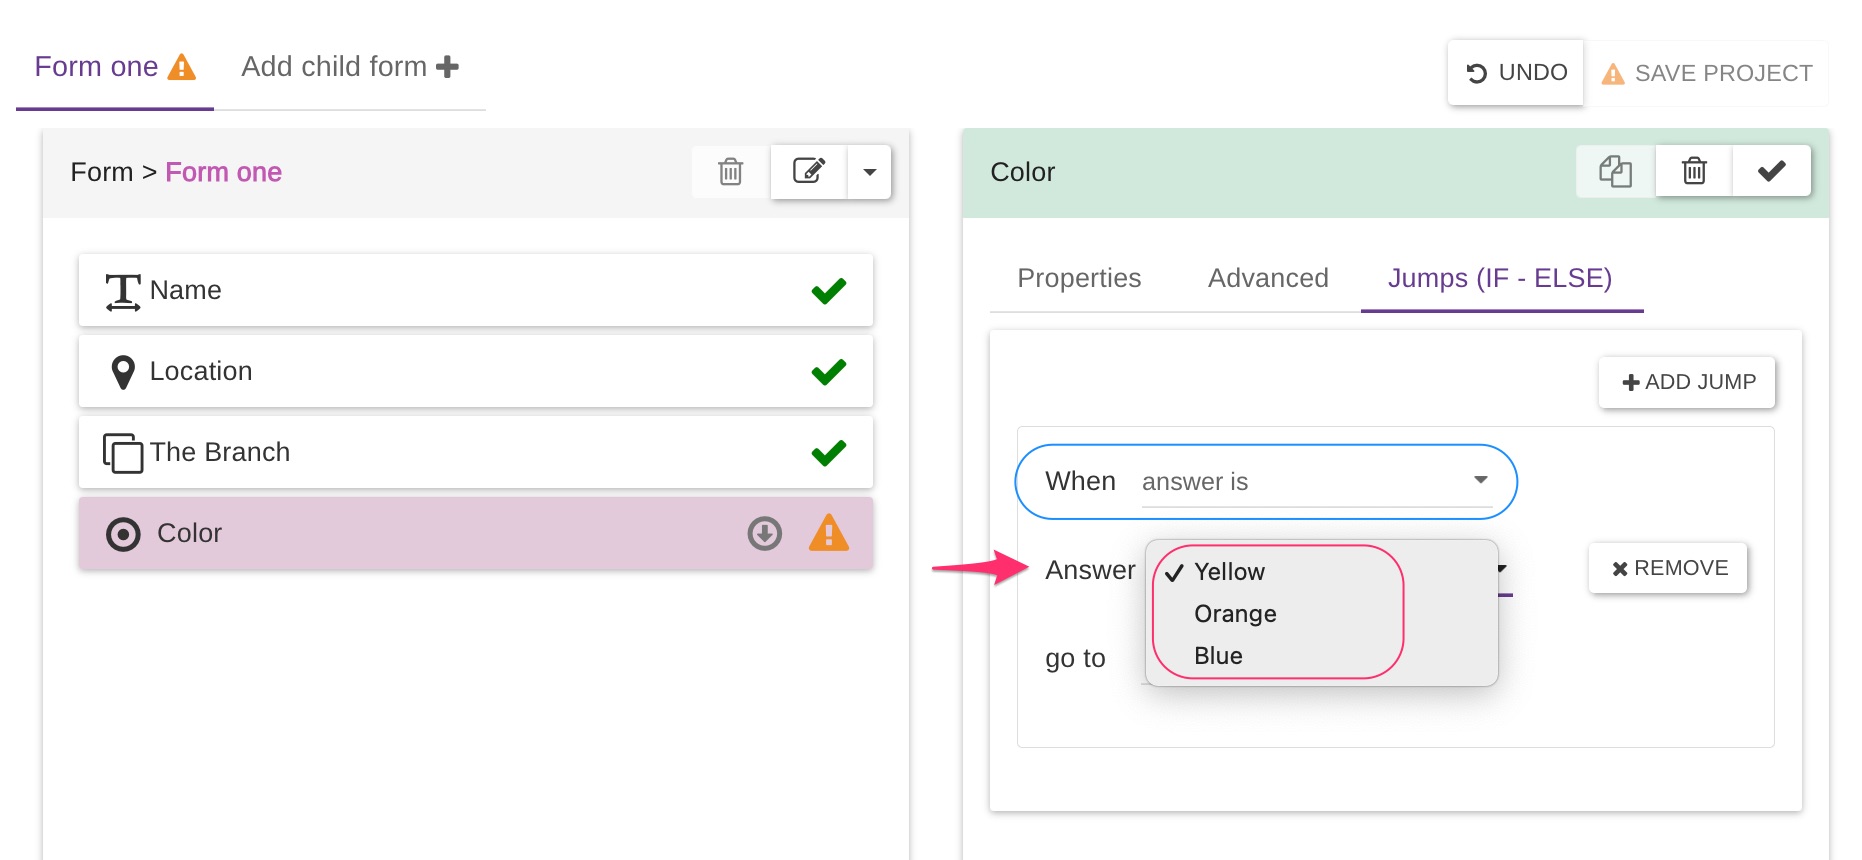 Form one
Add child form
UNDO
SAVE PROJECT
Form > Form one
Name
Location
The Branch
Color
Color
Properties
Advanced
Jumps (IF - ELSE)
ADD JUMP
When answer is
Answer
Yellow
Orange
Blue
REMOVE
go to